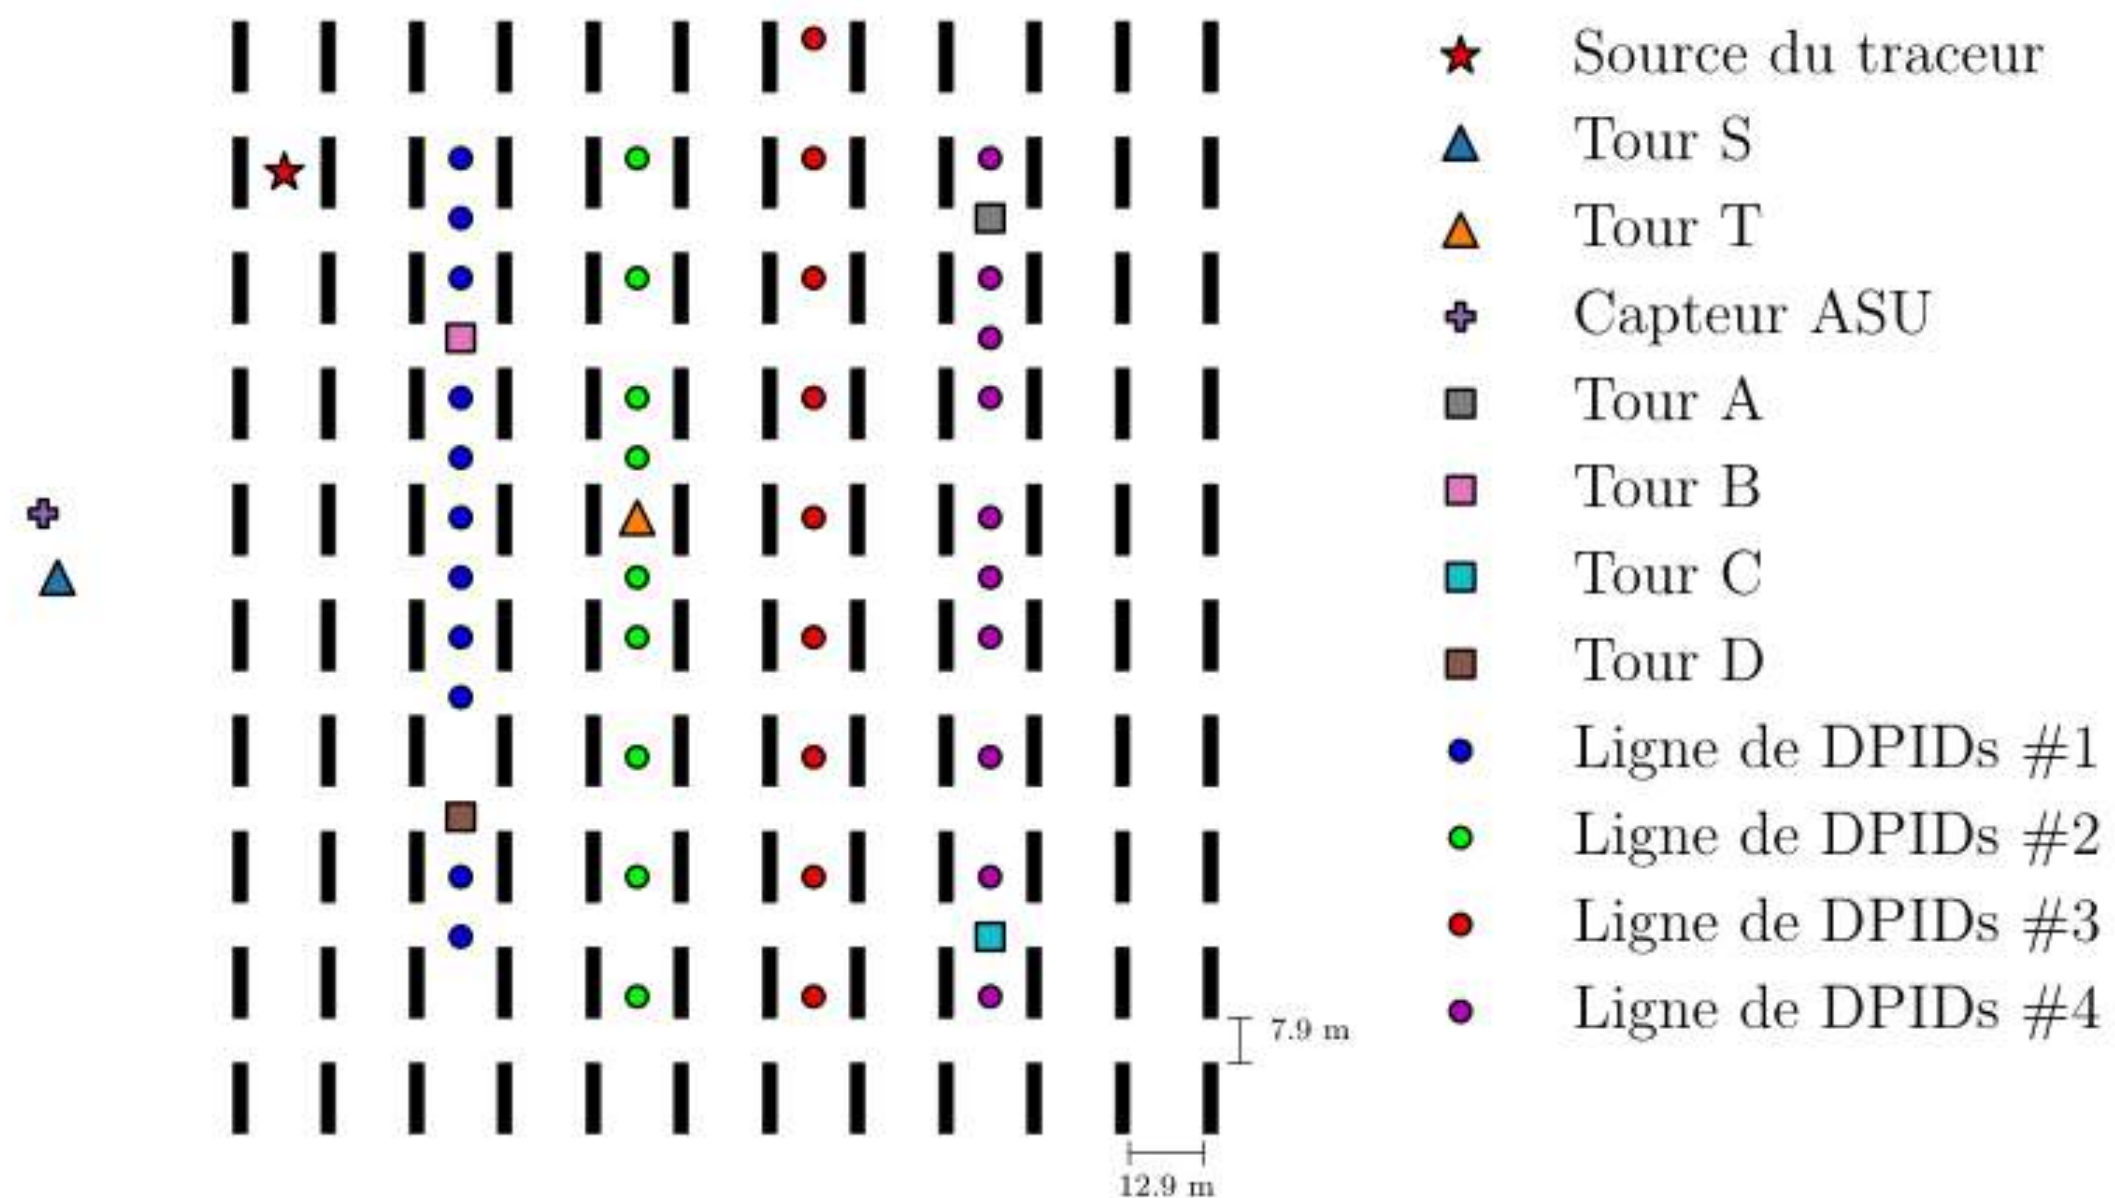 Source du traceur
Tour S
Tour T
Capteur ASU
Tour A
Tour B
Tour C
Tour D
Ligne de DPIDs #1
Ligne de DPIDs #2
Ligne de DPIDs #3
Ligne de DPIDs #4
7.9 m
12.9 m